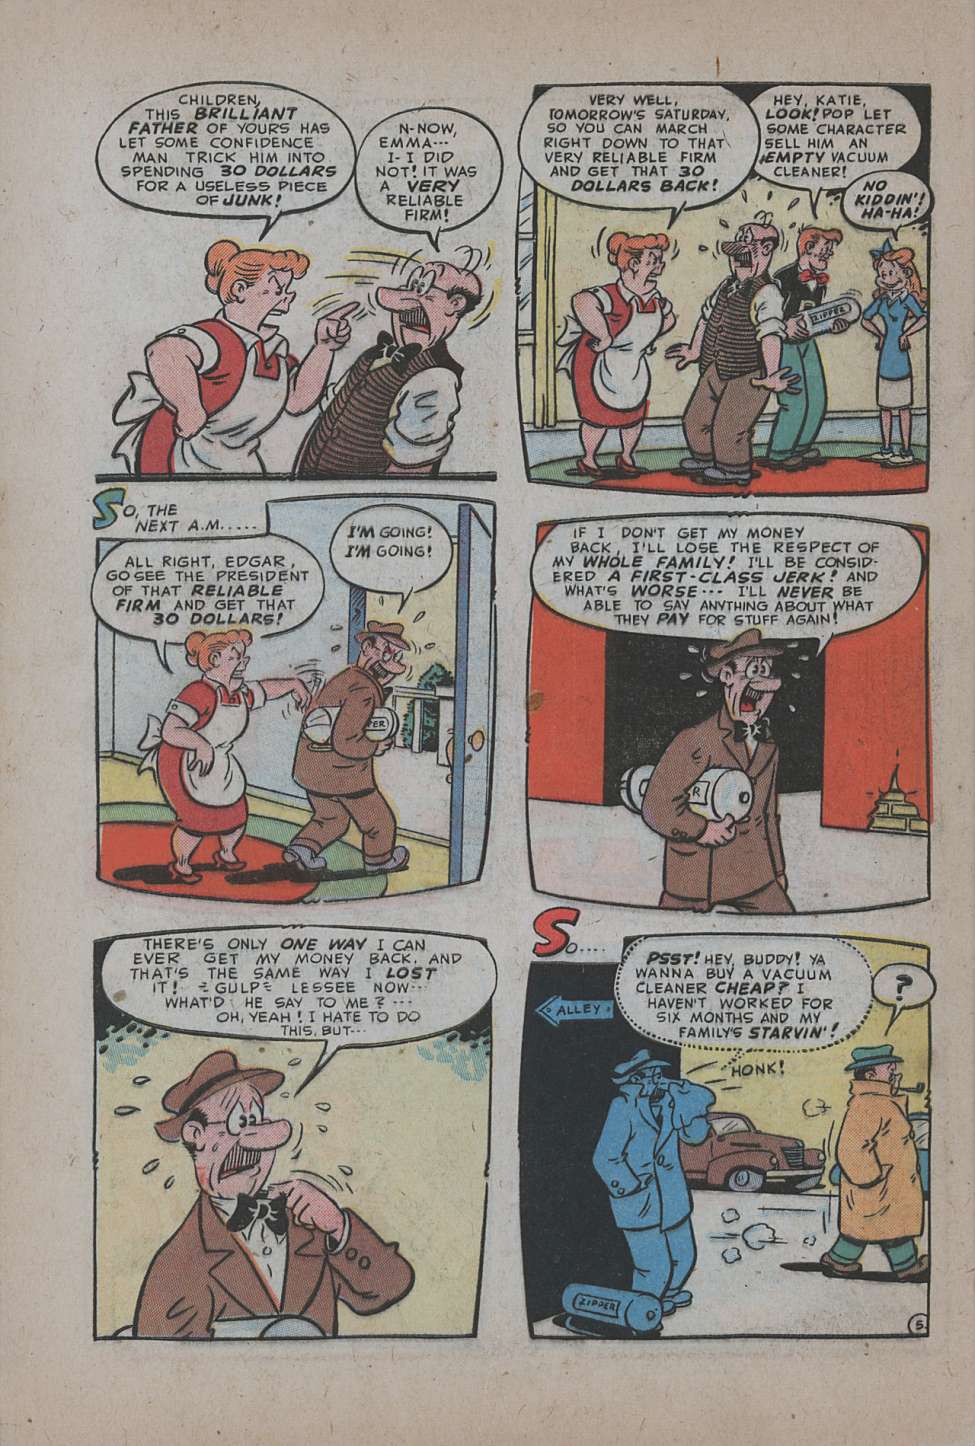 CHILDREN,
THIS BRILLIANT
FATHER OF YOURS HAS
LET SOME CONFIDENCE
MAN TRICK HIM INTO
SPENDING 30 DOLLARS
FOR A USELESS PIECE
OF JUNK!
N-NOW,
EMMA---
I-I DID
NOT! IT WAS
A VERY
RELIABLE
FIRM!
VERY WELL,
TOMORROW'S SATURDAY,
SO YOU CAN MARCH
RIGHT DOWN TO THAT
VERY RELIABLE FIRM
AND GET THAT 30
DOLLARS BACK!
HEY, KATIE,
LOOK! POP LET
SOME CHARACTER
SELL HIM AN
EMPTY VACUUM
CLEANER!
NO
KIDDIN'!
HA-HA!
ZIPPER
SO, THE
NEXT A.M.....
ALL RIGHT, EDGAR,
GO SEE THE PRESIDENT
OF THAT RELIABLE
FIRM AND GET THAT
30 DOLLARS!
I'M GOING!
I'M GOING!
PER
IF I DON'T GET MY MONEY
BACK, I'LL LOSE THE RESPECT OF
MY WHOLE FAMILY! I'LL BE CONSID-
ERED A FIRST-CLASS JERK! AND
WHAT'S WORSE--- I'LL NEVER BE
ABLE TO SAY ANYTHING ABOUT WHAT
THEY PAY FOR STUFF AGAIN!
R
THERE'S ONLY ONE WAY I CAN
EVER GET MY MONEY BACK, AND
THAT'S THE SAME WAY I LOST
IT! -GULP- LESSEE NOW---
WHAT'D HE SAY TO ME? ---
OH, YEAH! I HATE TO DO
THIS, BUT---
SO....
PSST! HEY, BUDDY! YA
WANNA BUY A VACUUM
CLEANER CHEAP? I
HAVEN'T WORKED FOR
SIX MONTHS AND MY
FAMILY'S STARVIN'!
?
ALLEY
HONK!
ZIPPER
5